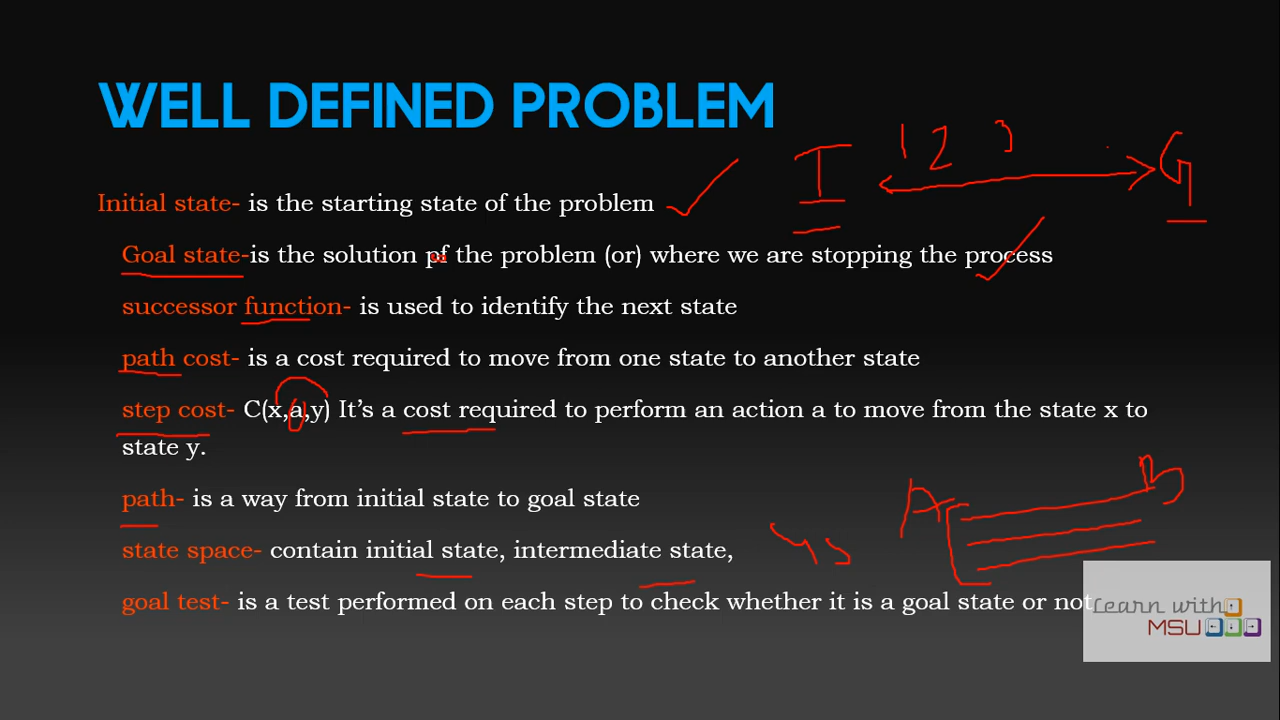 WELL DEFINED PROBLEM
I 1 2 3 G
Initial state- is the starting state of the problem
Goal state-is the solution pf the problem (or) where we are stopping the process
successor function- is used to identify the next state
path cost- is a cost required to move from one state to another state
step cost- C(x,a,y) It's a cost required to perform an action a to move from the state x to
state y.
A B
path- is a way from initial state to goal state
state space- contain initial state, intermediate state,
goal test- is a test performed on each step to check whether it is a goal state or not
Learn with
MSU